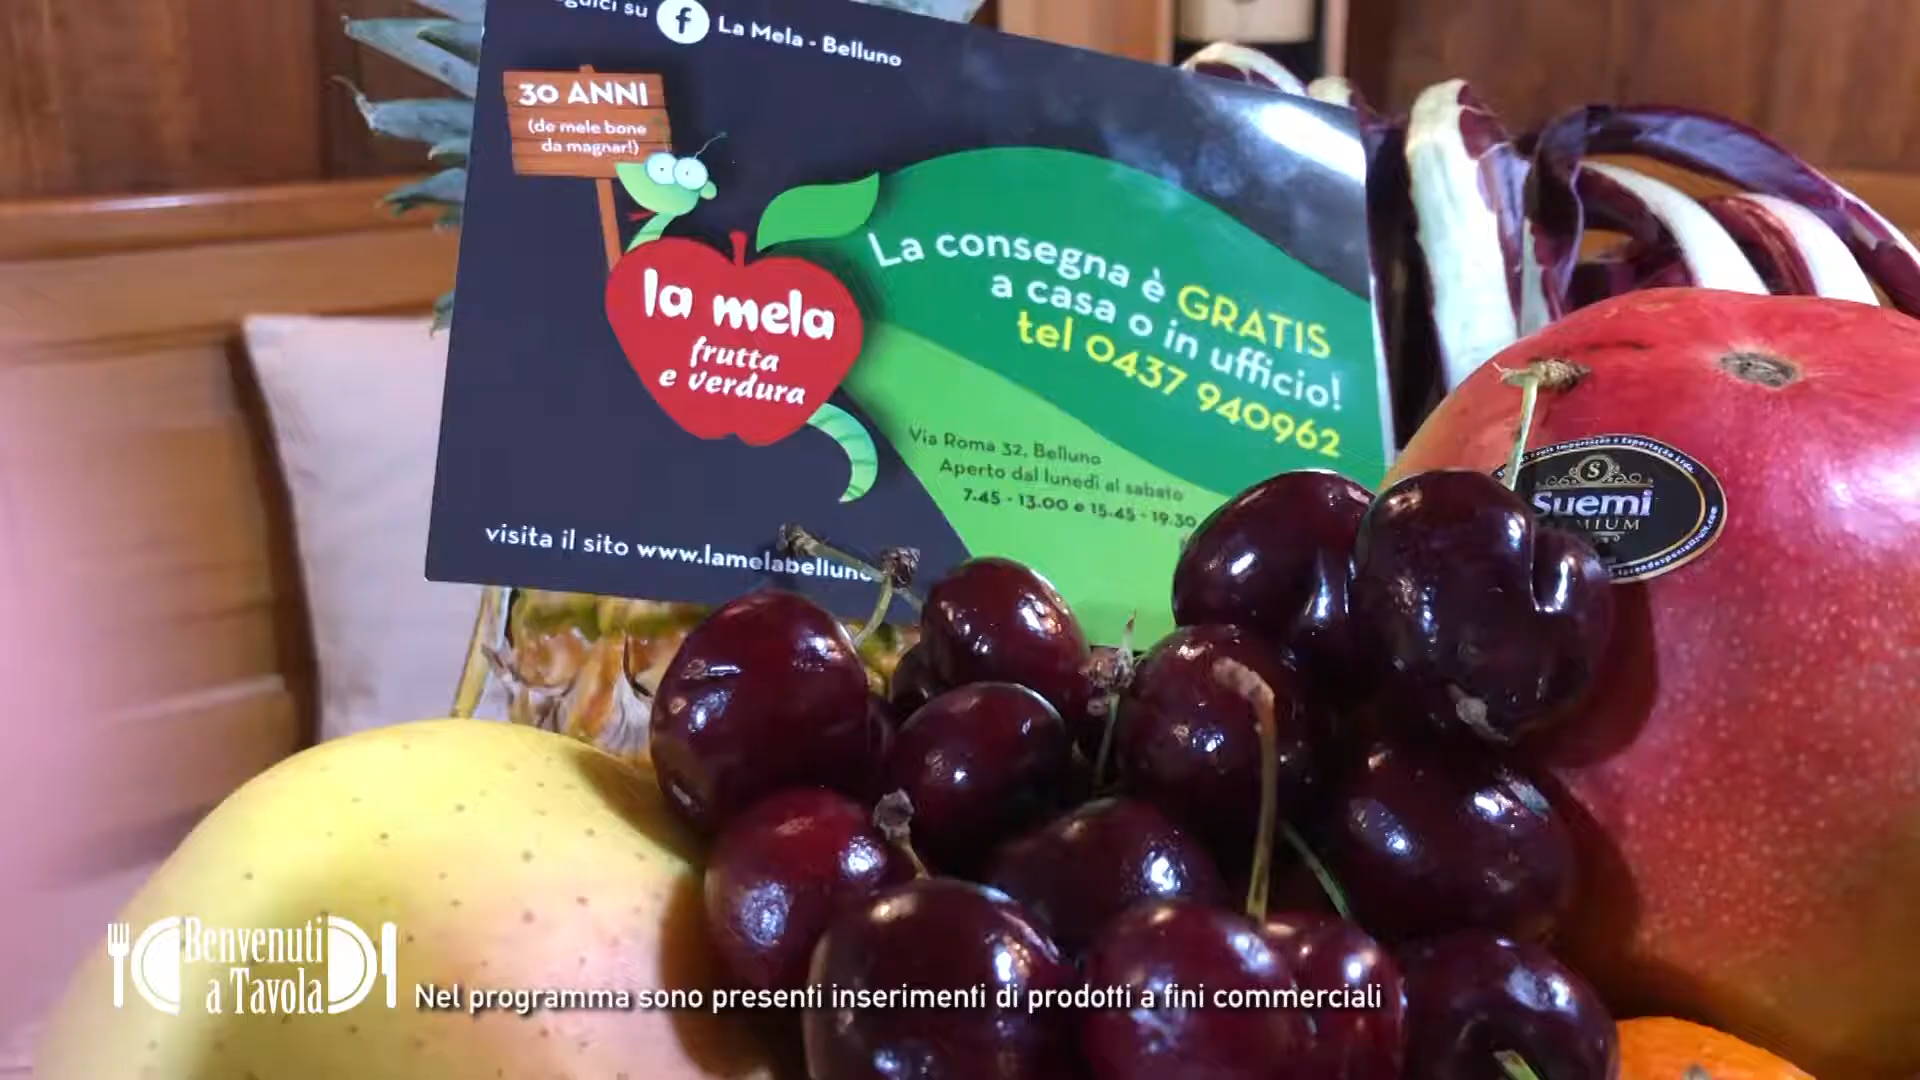 su
La Mela - Belluno
30 ANNI
(de mele bone
da magnar!)
la mela
frutta
e verdura
La consegna è GRATIS
a casa o in ufficio!
tel 0437 940962
Via Roma 32, Belluno
Aperto dal lunedì al sabato
7.45 - 13.00 e 15.45 - 19.30
visita il sito www.lamelabelluno
S
Suemi
Benvenuti
a Tavola
Nel programma sono presenti inserimenti di prodotti a fini commerciali